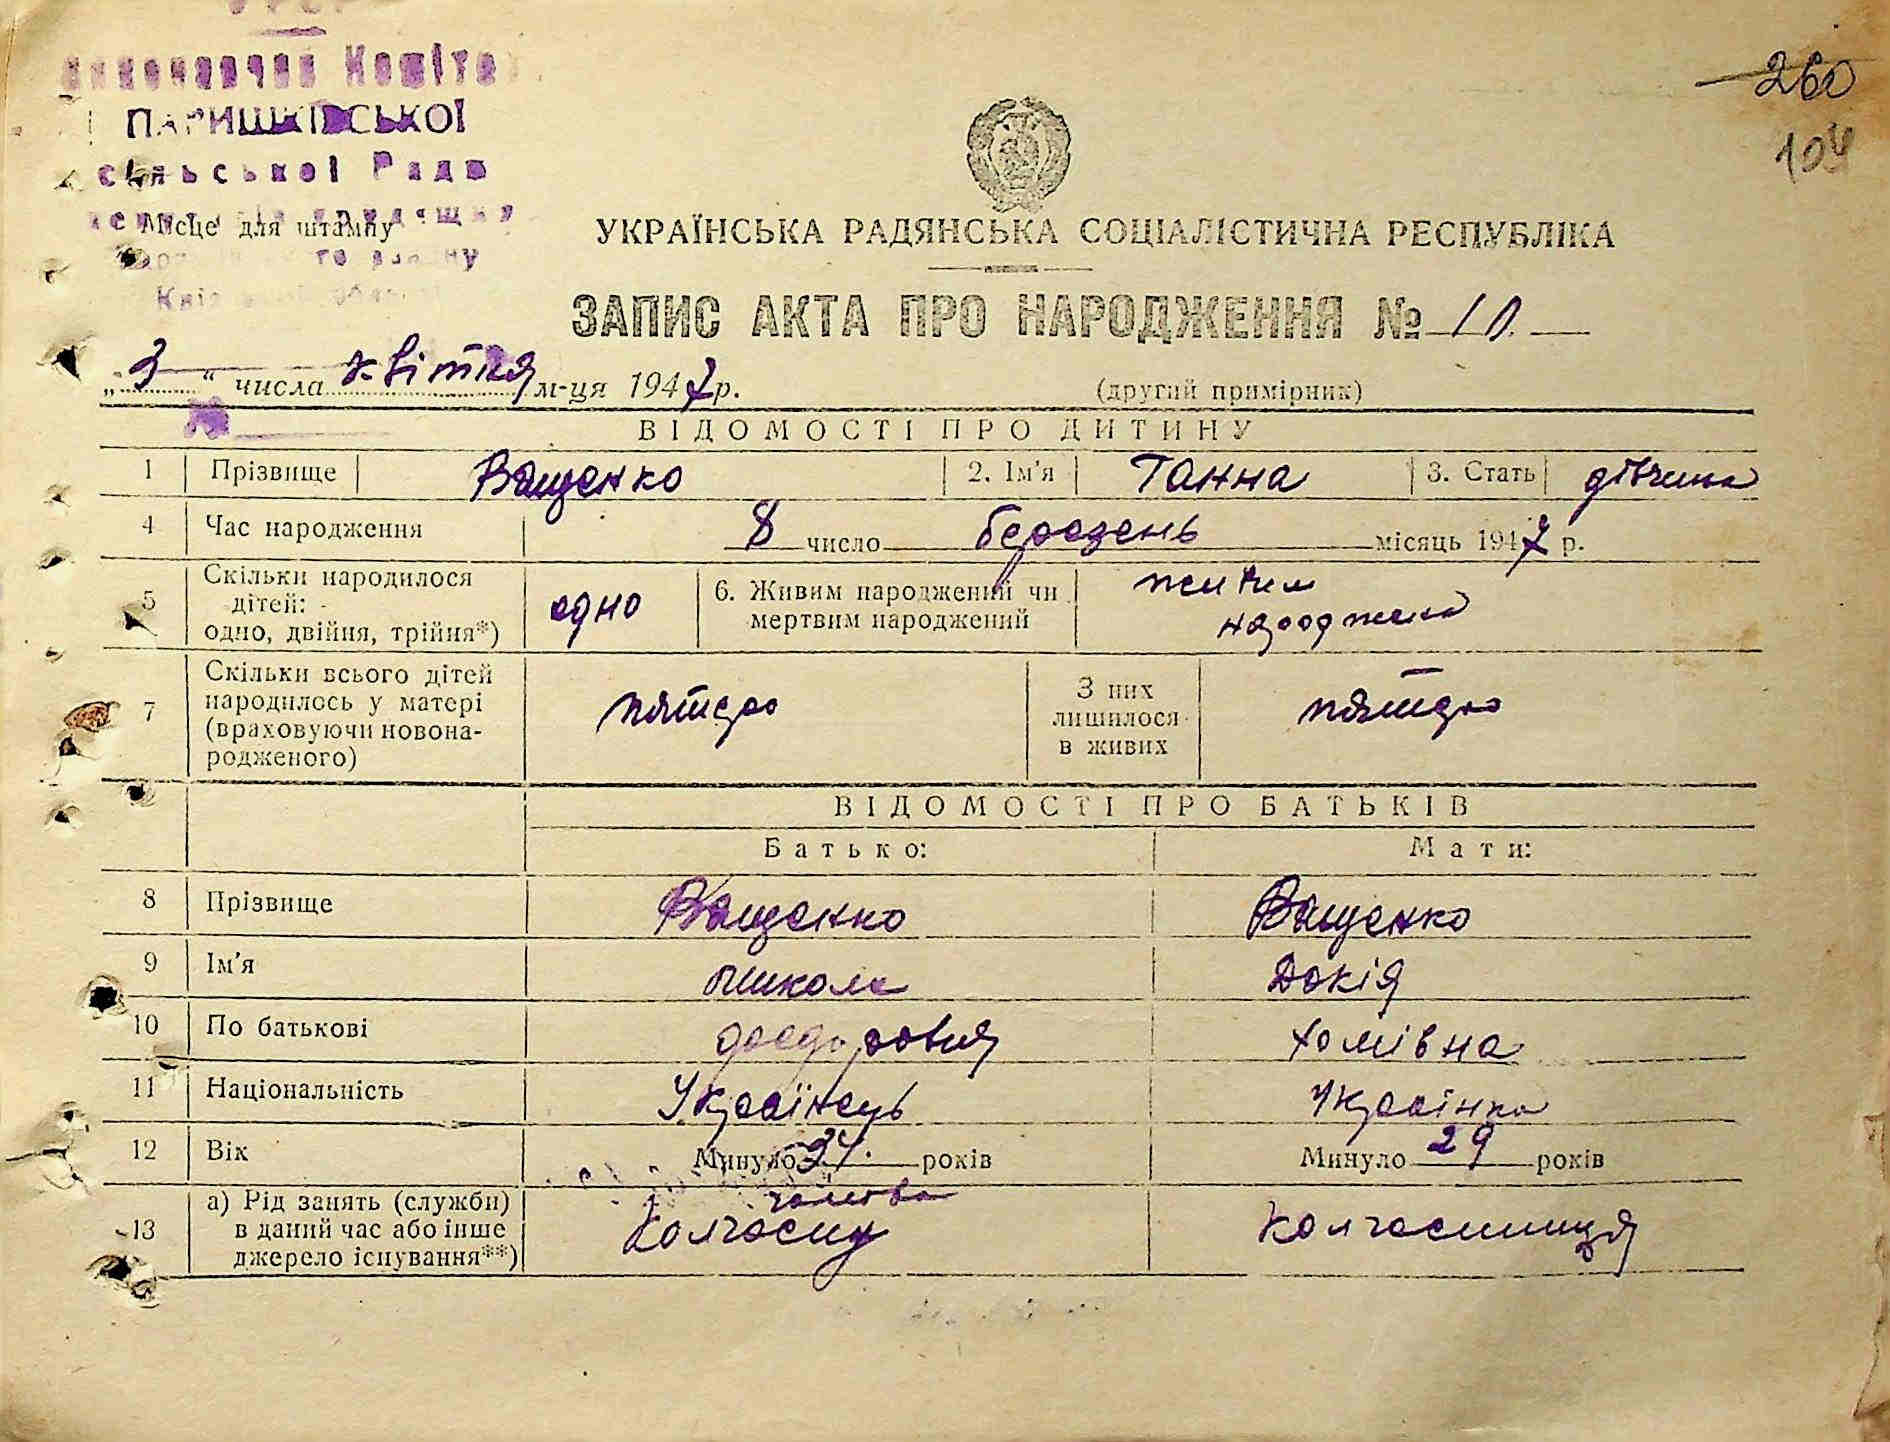 УРСР
Виконавчий Комітет
ПАРИШКІВСЬКОЇ
сільської Ради
Місце для штампу
260
104
УКРАЇНСЬКА РАДЯНСЬКА СОЦІАЛІСТИЧНА РЕСПУБЛІКА
ЗАПИС АКТА ПРО НАРОДЖЕННЯ № 10.
„3“ числа квітня м-ця 1947 р. (другий примірник)
ВІДОМОСТІ ПРО ДИТИНУ
1 Прізвище Ващенко 2. Ім'я Ганна 3. Стать дівчина
4 Час народження 8 число березень місяць 1947 р.
5 Скільки народилося дітей: одно, двійня, трійня*) одно 6. Живим народжений чи мертвим народжений живим народжена
7 Скільки всього дітей народилось у матері (враховуючи новонародженого) пятеро З них лишилося в живих пятеро
ВІДОМОСТІ ПРО БАТЬКІВ
Батько: Мати:
8 Прізвище Ващенко Ващенко
9 Ім'я Микола Докія
10 По батькові Федорович Хомівна
11 Національність Українець Українка
12 Вік Минуло 34. років Минуло 29 років
13 а) Рід занять (служби) в даний час або інше джерело існування**) голова Колгоспу Колгоспниця